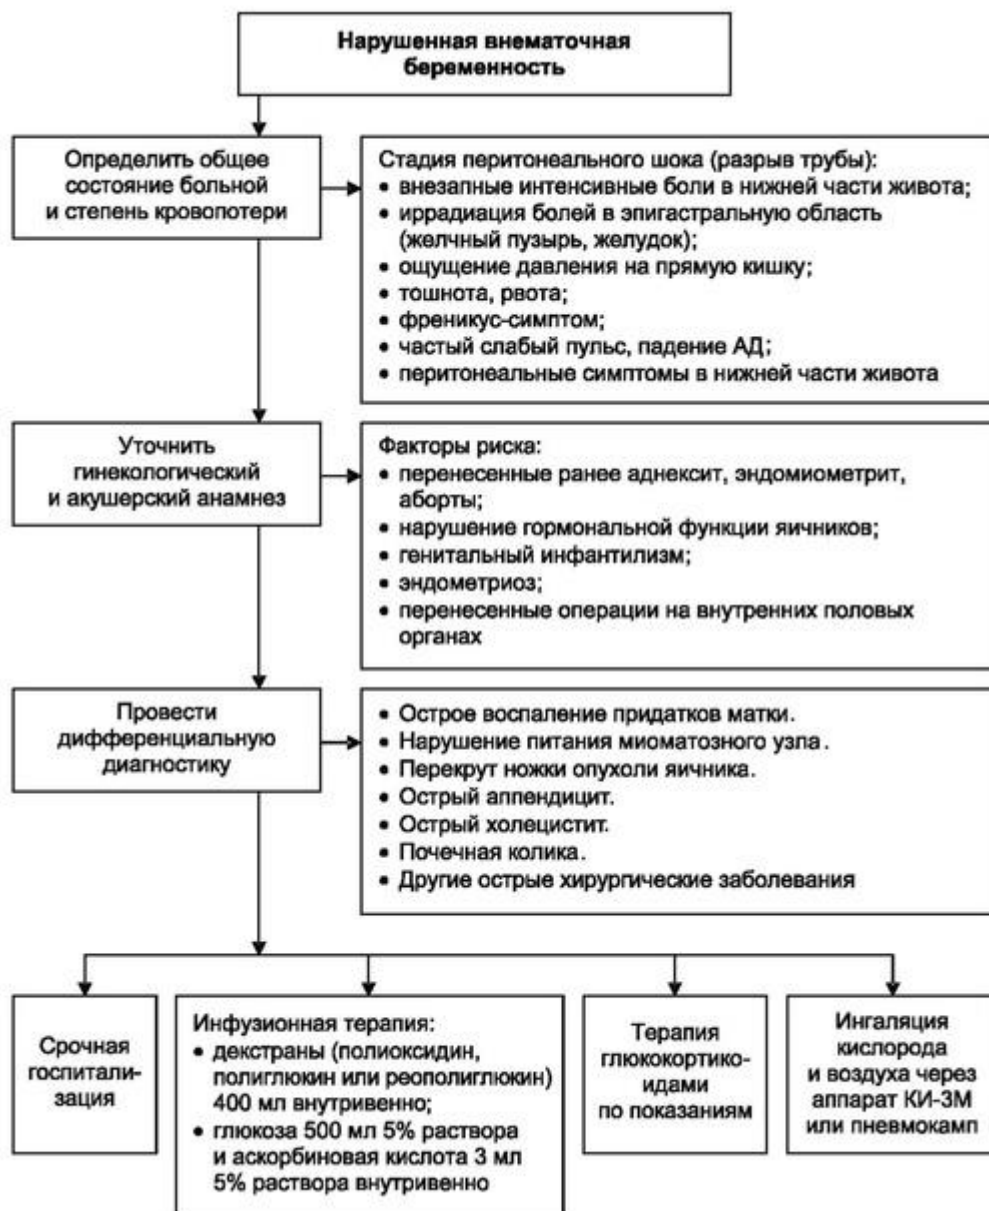 Нарушенная внематочная
беременность
Определить общее
состояние больной
и степень кровопотери
Стадия перитонеального шока (разрыв трубы):
• внезапные интенсивные боли в нижней части живота;
• иррадиация болей в эпигастральную область
(желчный пузырь, желудок);
• ощущение давления на прямую кишку;
• тошнота, рвота;
• френикус-симптом;
• частый слабый пульс, падение АД;
• перитонеальные симптомы в нижней части живота
Уточнить
гинекологический
и акушерский анамнез
Факторы риска:
• перенесенные ранее аднексит, эндомиометрит,
аборты;
• нарушение гормональной функции яичников;
• генитальный инфантилизм;
• эндометриоз;
• перенесенные операции на внутренних половых
органах
Провести
дифференциальную
диагностику
• Острое воспаление придатков матки.
• Нарушение питания миоматозного узла.
• Перекрут ножки опухоли яичника.
• Острый аппендицит.
• Острый холецистит.
• Почечная колика.
• Другие острые хирургические заболевания
Срочная
госпитали-
зация
Инфузионная терапия:
• декстраны (полиоксидин,
полиглюкин или реополиглюкин)
400 мл внутривенно;
• глюкоза 500 мл 5% раствора
и аскорбиновая кислота 3 мл
5% раствора внутривенно
Терапия
глюкокортико-
идами
по показаниям
Ингаляция
кислорода
и воздуха через
аппарат КИ-3М
или пневмокамп